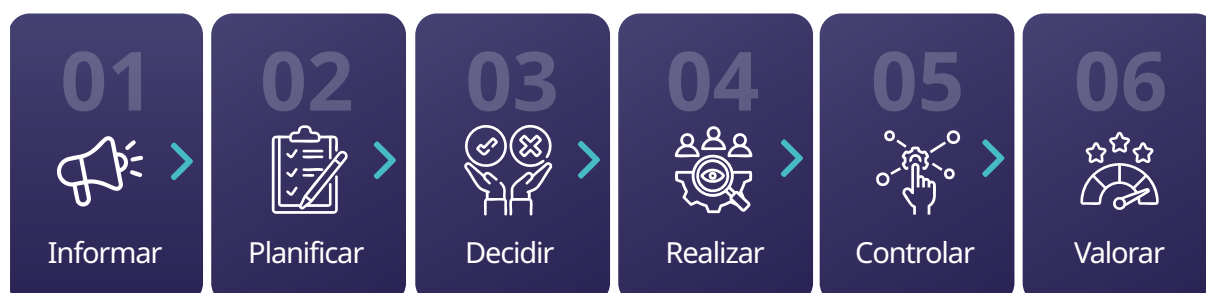 01
Informar
02
Planificar
03
Decidir
04
Realizar
05
Controlar
06
Valorar